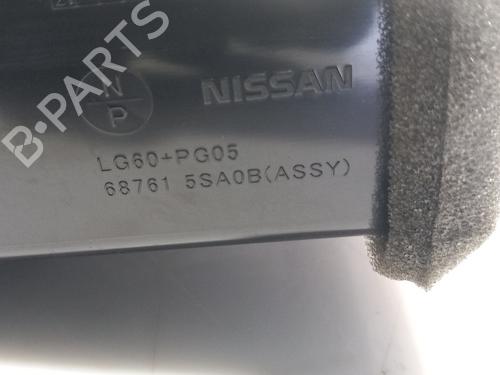 N
P
NISSAN
LG60+PG05
68761 5SA0B(ASSY)
B-PARTS